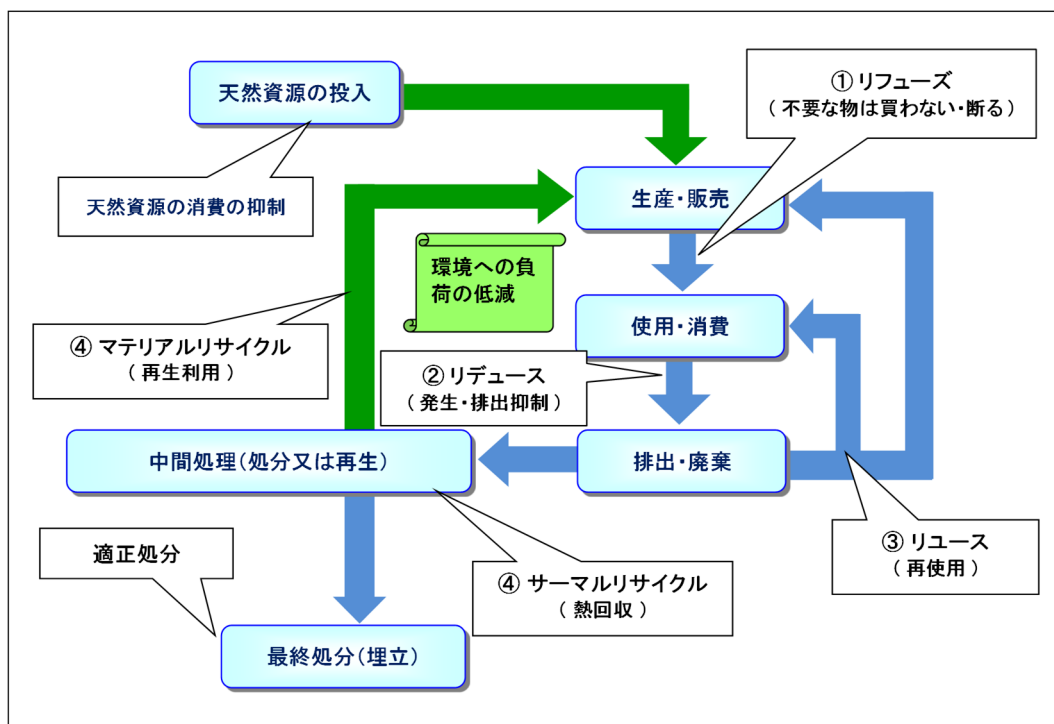 天然資源の投入
① リフューズ
（ 不要な物は買わない・断る）
天然資源の消費の抑制
生産・販売
環境への負
荷の低減
使用・消費
④ マテリアルリサイクル
（ 再生利用 ）
② リデュース
（ 発生・排出抑制 ）
中間処理（処分又は再生）
排出・廃棄
③ リユース
（ 再使用 ）
適正処分
④ サーマルリサイクル
（ 熱回収 ）
最終処分（埋立）